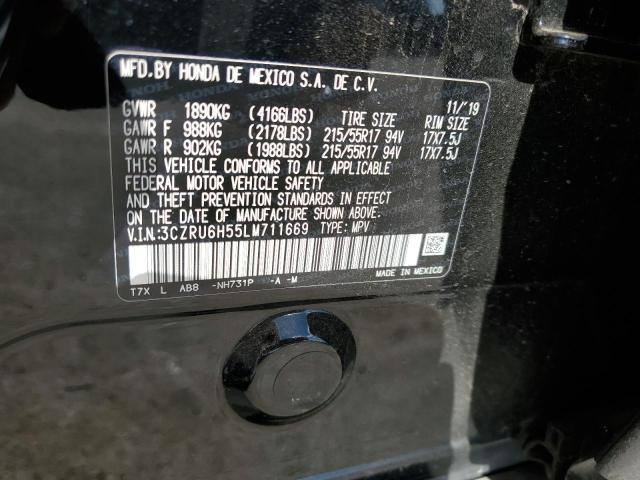 MFD.BY HONDA DE MEXICO S.A. DE C.V.
11/'19
GVWR 1890KG (4166LBS) TIRE SIZE RIM SIZE
GAWR F 988KG (2178LBS) 215/55R17 94V 17X7.5J
GAWR R 902KG (1988LBS) 215/55R17 94V 17X7.5J
THIS VEHICLE CONFORMS TO ALL APPLICABLE
FEDERAL MOTOR VEHICLE SAFETY
AND THEFT PREVENTION STANDARDS IN EFFECT
ON THE DATE OF MANUFACTURE SHOWN ABOVE.
V.I.N:3CZRU6H55LM711669 TYPE: MPV
MADE IN MEXICO
T7X L AB8 -NH731P -A -M